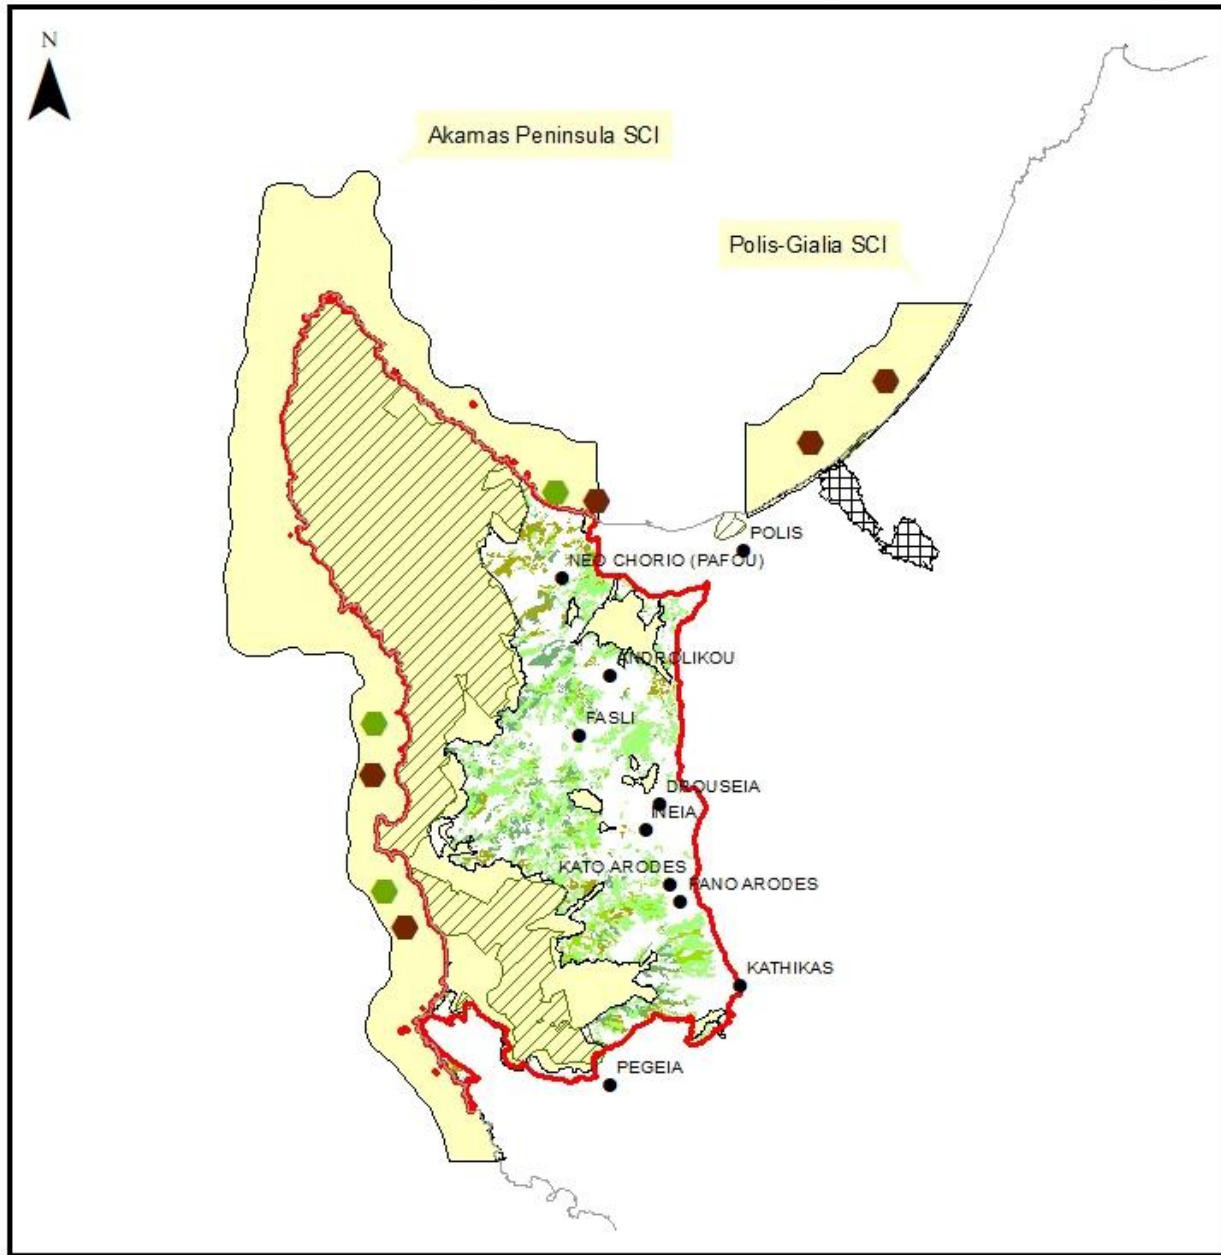 N
Akamas Peninsula SCI
Polis-Gialia SCI
POLIS
NEO CHORIO (PAFOU)
ANDROLIKOU
FASLI
DROUSEIA
INEIA
KATO ARODES
PANO ARODES
KATHIKAS
PEGEIA